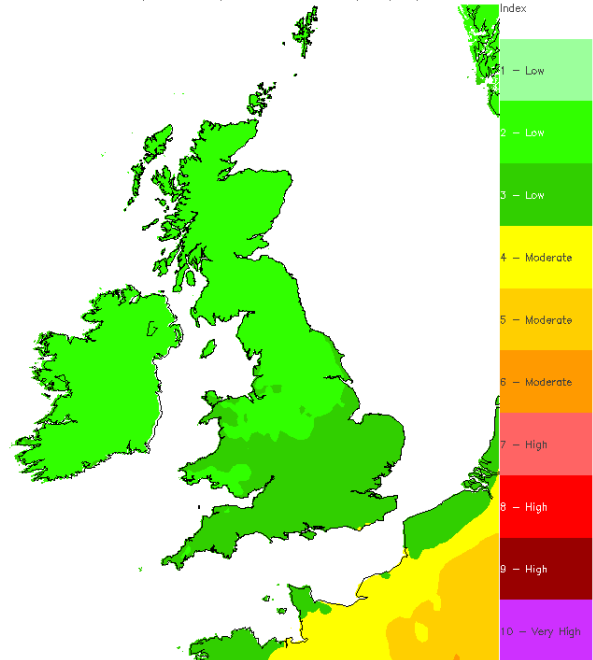 Index
1 - Low
2 - Low
3 - Low
4 - Moderate
5 - Moderate
6 - Moderate
7 - High
8 - High
9 - High
10 - Very High